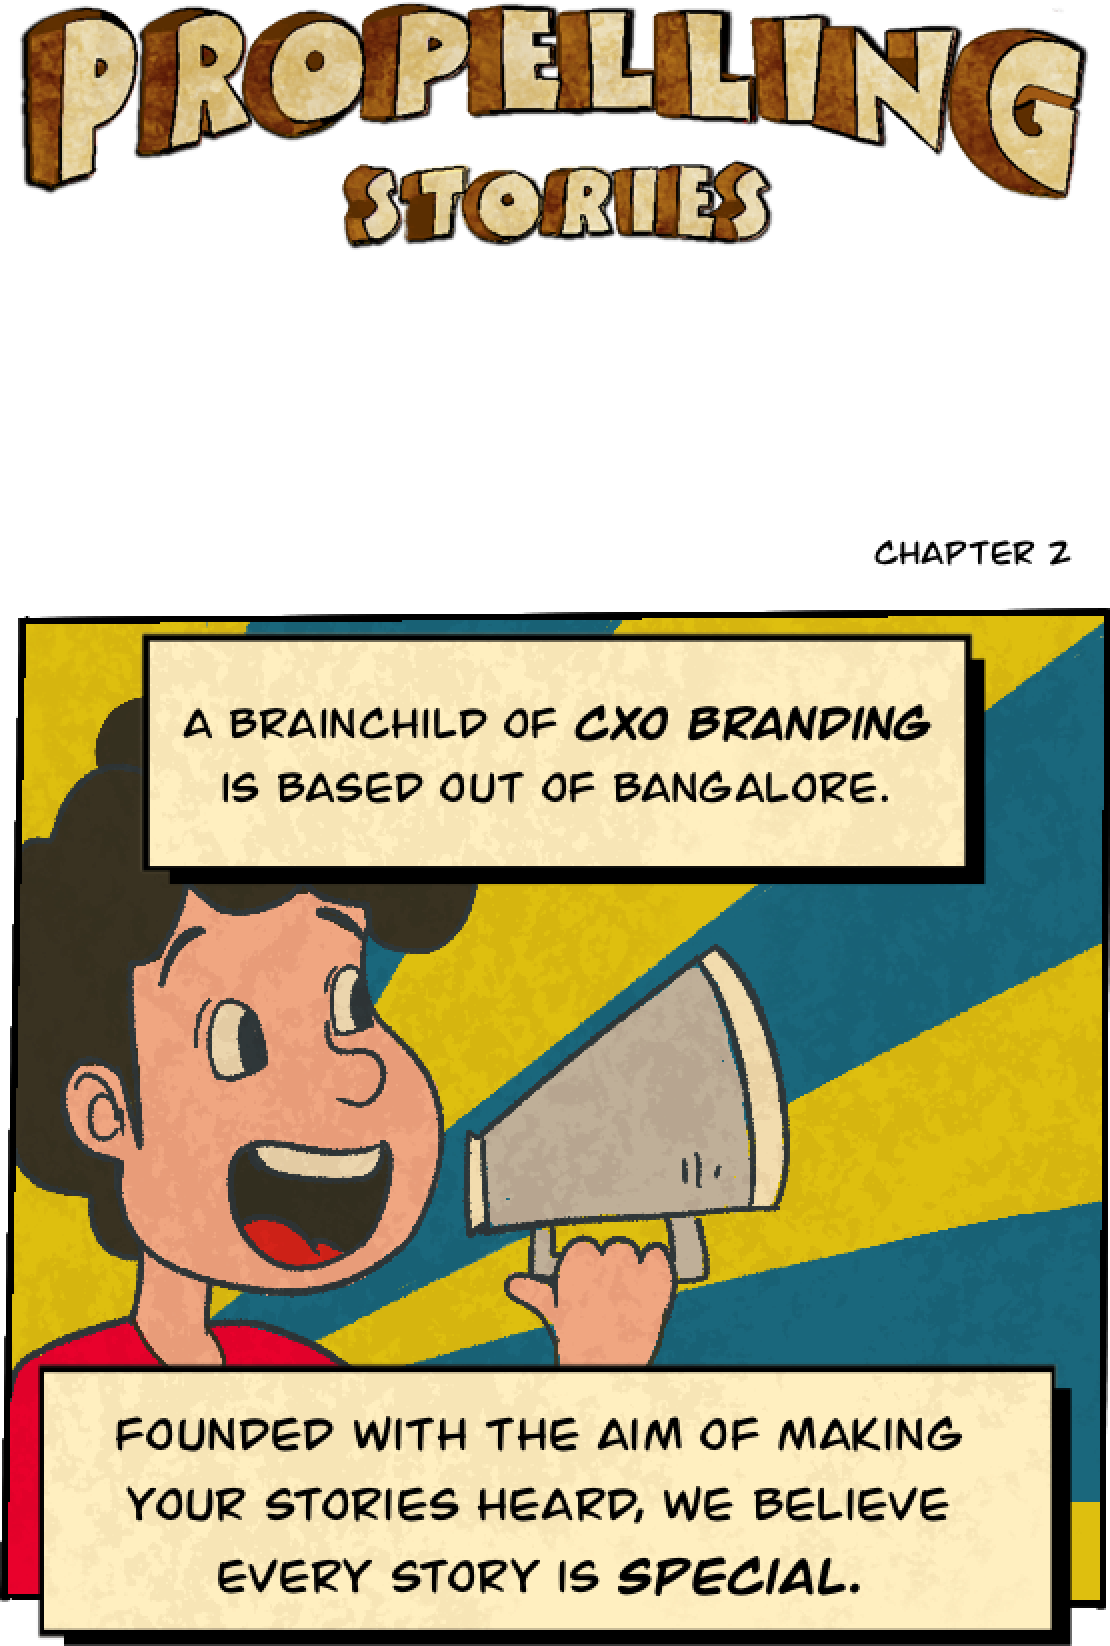 PROPELLING
STORIES
CHAPTER 2
A BRAINCHILD OF CXO BRANDING
IS BASED OUT OF BANGALORE.
FOUNDED WITH THE AIM OF MAKING
YOUR STORIES HEARD, WE BELIEVE
EVERY STORY IS SPECIAL.